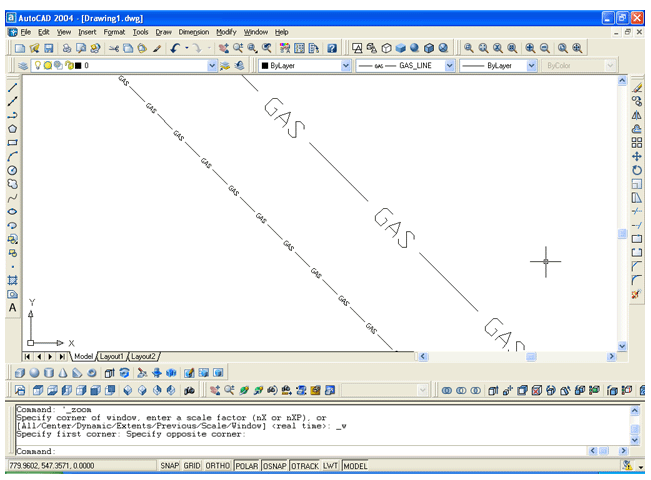 AutoCAD 2004 - [Drawing1.dwg]
File Edit View Insert Format Tools Draw Dimension Modify Window Help
0 ByLayer GAS GAS_LINE ByLayer ByColor
GAS
GAS
GAS
GAS
GAS
GAS
GAS
GAS
GAS
GAS
GAS
GAS
GAS
Y
X
A
Model Layout1 Layout2
Command: '_zoom
Specify corner of window, enter a scale factor (nX or nXP), or
[All/Center/Dynamic/Extents/Previous/Scale/Window] <real time>: _w
Specify first corner: Specify opposite corner:
Command:
779.9602, 547.3571, 0.0000 SNAP GRID ORTHO POLAR OSNAP OTRACK LWT MODEL